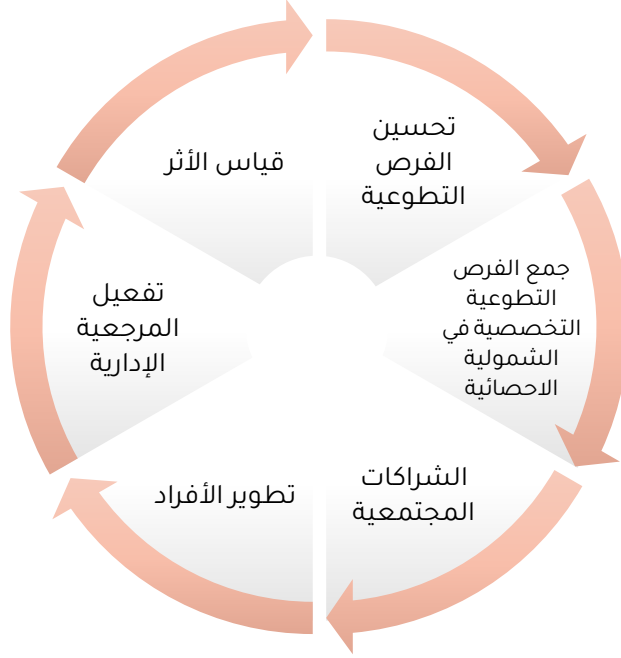 تحسين
الفرص
التطوعية
جمع الفرص
التطوعية
التخصصية في
الشمولية
الاحصائية
الشراكات
المجتمعية
تطوير الأفراد
تفعيل
المرجعية
الإدارية
قياس الأثر